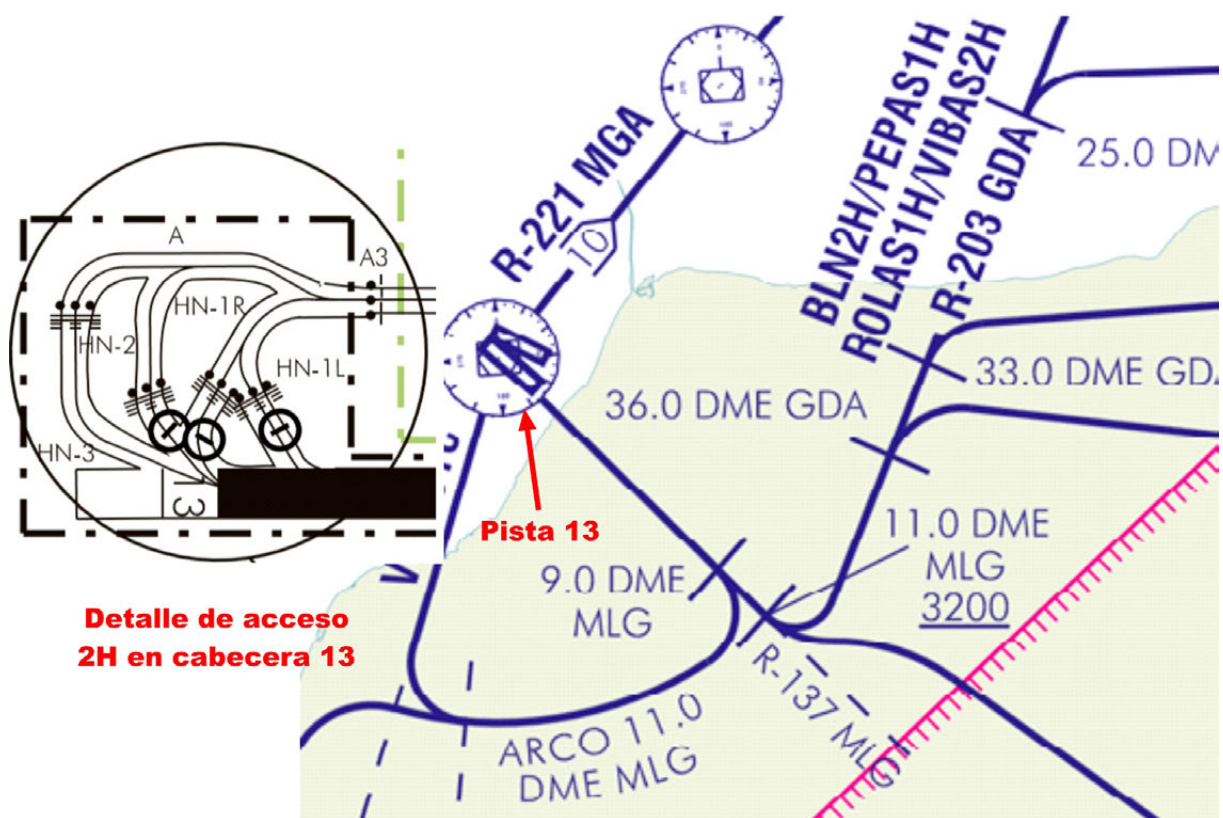 A
A3
HN-1R
HN-2
HN-1L
HN-3
13
Detalle de acceso
2H en cabecera 13
R-221 MGA
10
Pista 13
BLN2H/PEPAS1H
ROLAS1H/VIBAS2H
R-203 GDA
25.0 DM
33.0 DME GDA
36.0 DME GDA
11.0 DME
MLG
3200
9.0 DME
MLG
R-137 MLG
ARCO 11.0
DME MLG